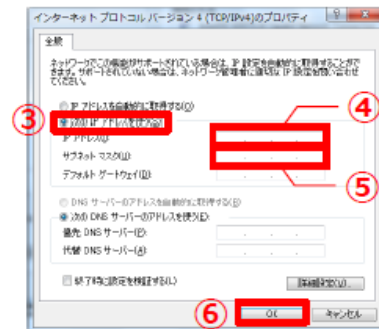 インターネット プロトコル バージョン 4 (TCP/IPv4)のプロパティ
全般
ネットワークでこの機能がサポートされている場合は、IP 設定を自動的に取得することがで
きます。サポートされていない場合は、ネットワーク管理者に適切な IP 設定を問い合わせ
てください。
IP アドレスを自動的に取得する(O)
③
次の IP アドレスを使う(S):
④
IP アドレス(I):
サブネット マスク(U):
デフォルト ゲートウェイ(D):
⑤
DNS サーバーのアドレスを自動的に取得する(B)
次の DNS サーバーのアドレスを使う(E):
優先 DNS サーバー(P):
代替 DNS サーバー(A):
終了時に設定を検証する(L)
詳細設定(V)...
⑥
OK
キャンセル